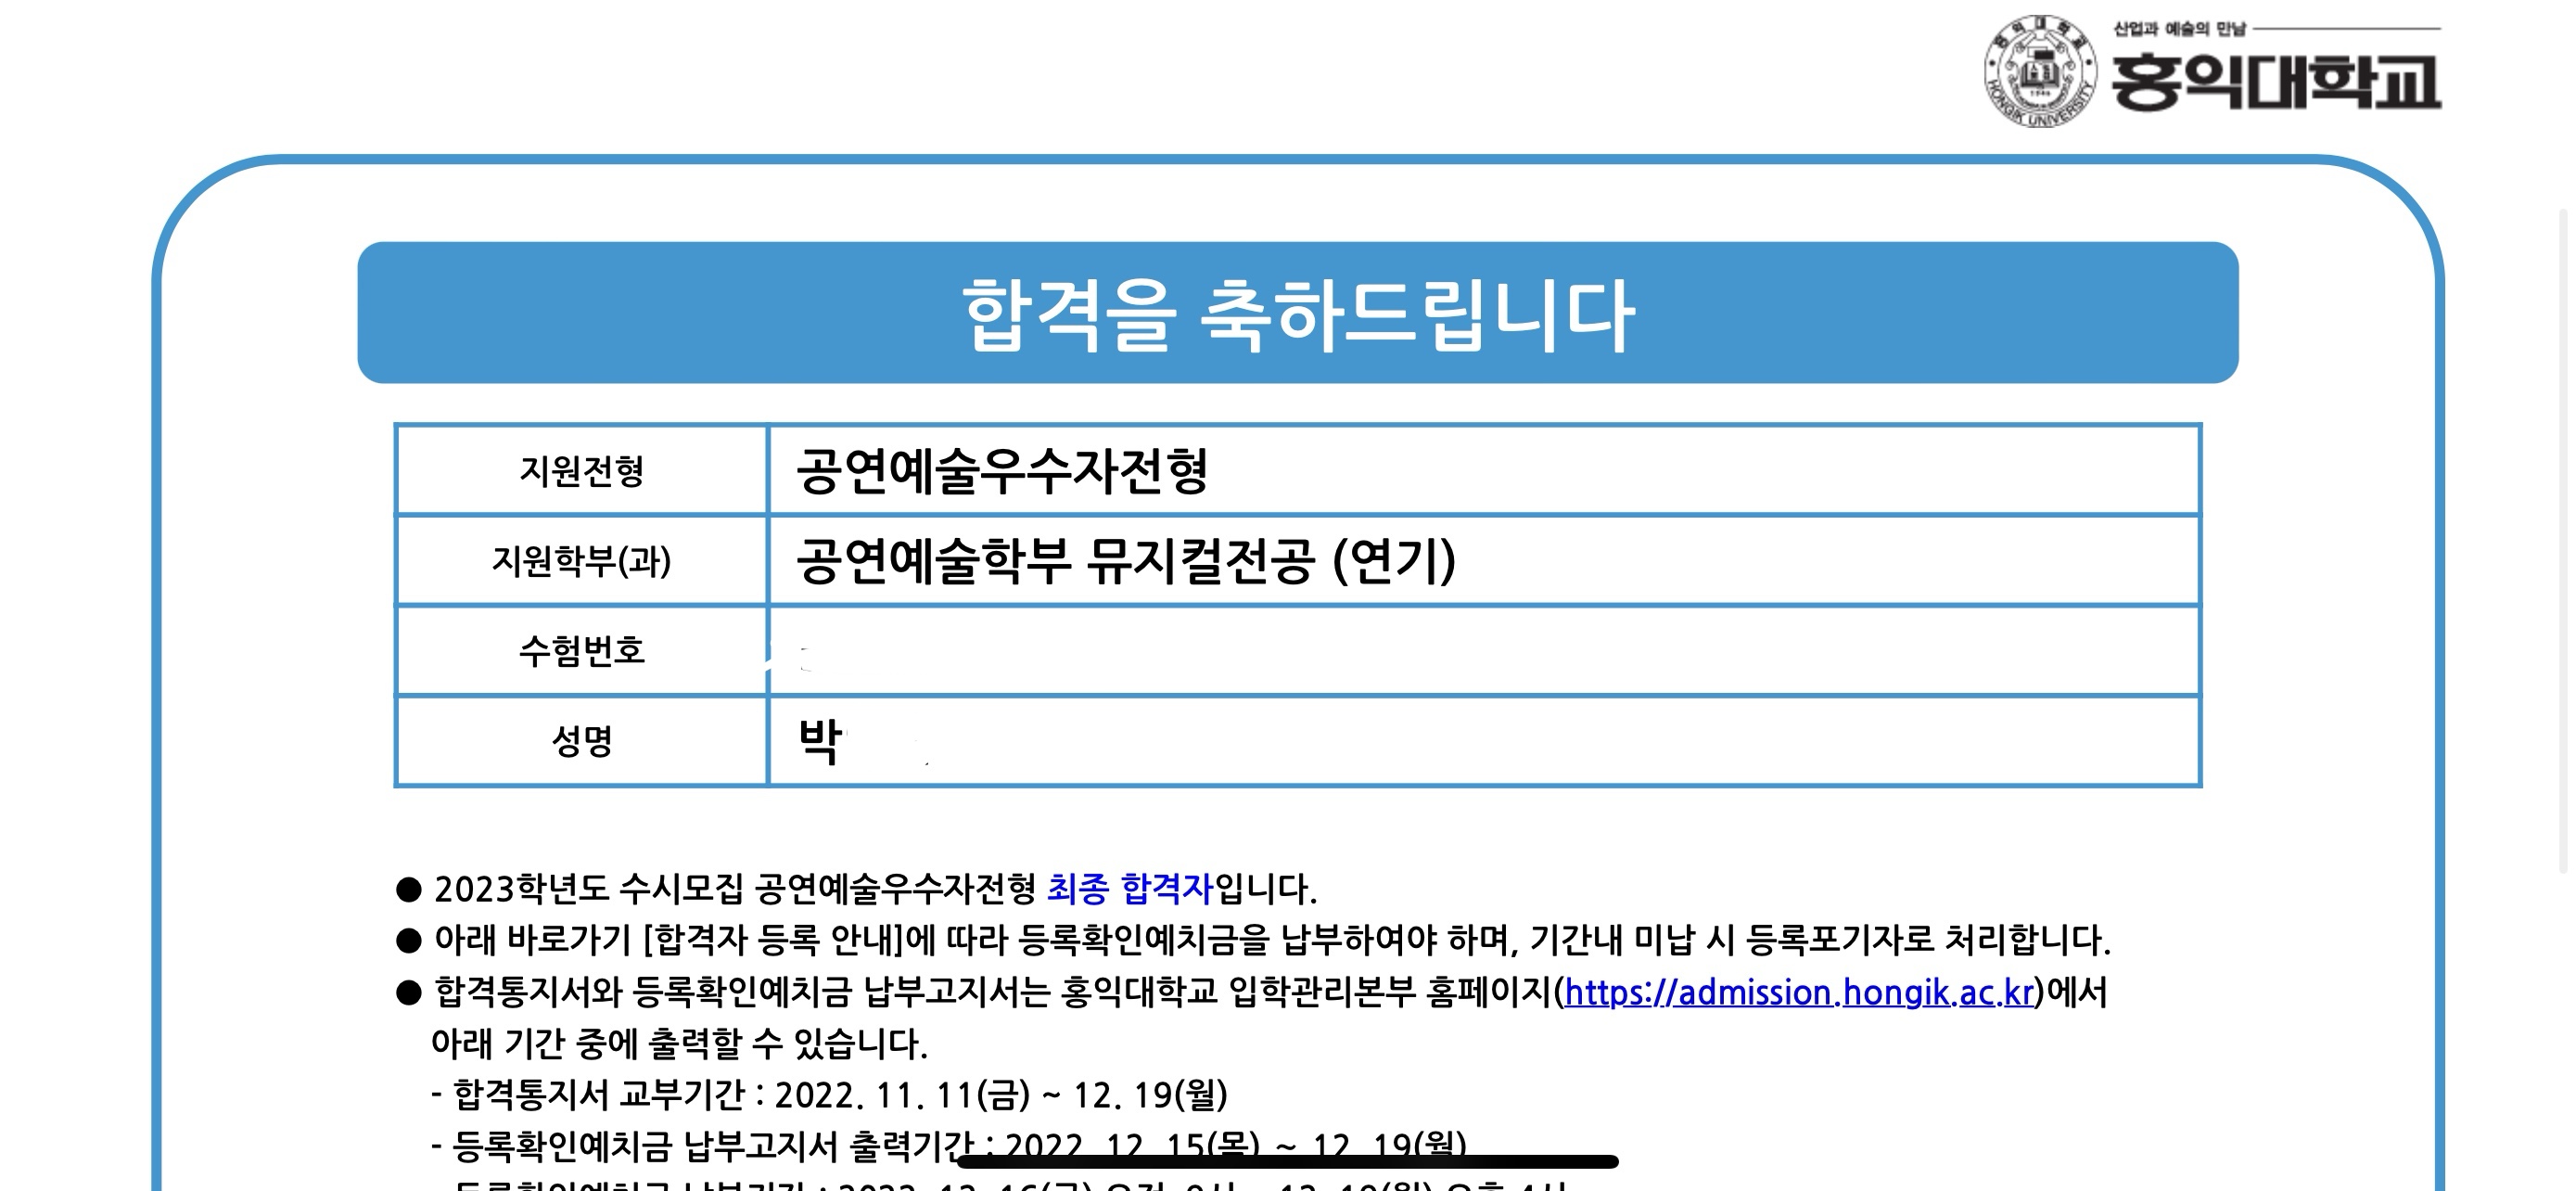 산업과 예술의 만남
홍익대학교
HONGIK UNIVERSITY
합격을 축하드립니다
지원전형 공연예술우수자전형
지원학부(과) 공연예술학부 뮤지컬전공 (연기)
수험번호
성명 박
● 2023학년도 수시모집 공연예술우수자전형 최종 합격자입니다.
● 아래 바로가기 [합격자 등록 안내]에 따라 등록확인예치금을 납부하여야 하며, 기간내 미납 시 등록포기자로 처리합니다.
● 합격통지서와 등록확인예치금 납부고지서는 홍익대학교 입학관리본부 홈페이지(https://admission.hongik.ac.kr)에서
아래 기간 중에 출력할 수 있습니다.
- 합격통지서 교부기간 : 2022. 11. 11(금) ~ 12. 19(월)
- 등록확인예치금 납부고지서 출력기간 : 2022. 12. 15(목) ~ 12. 19(월)